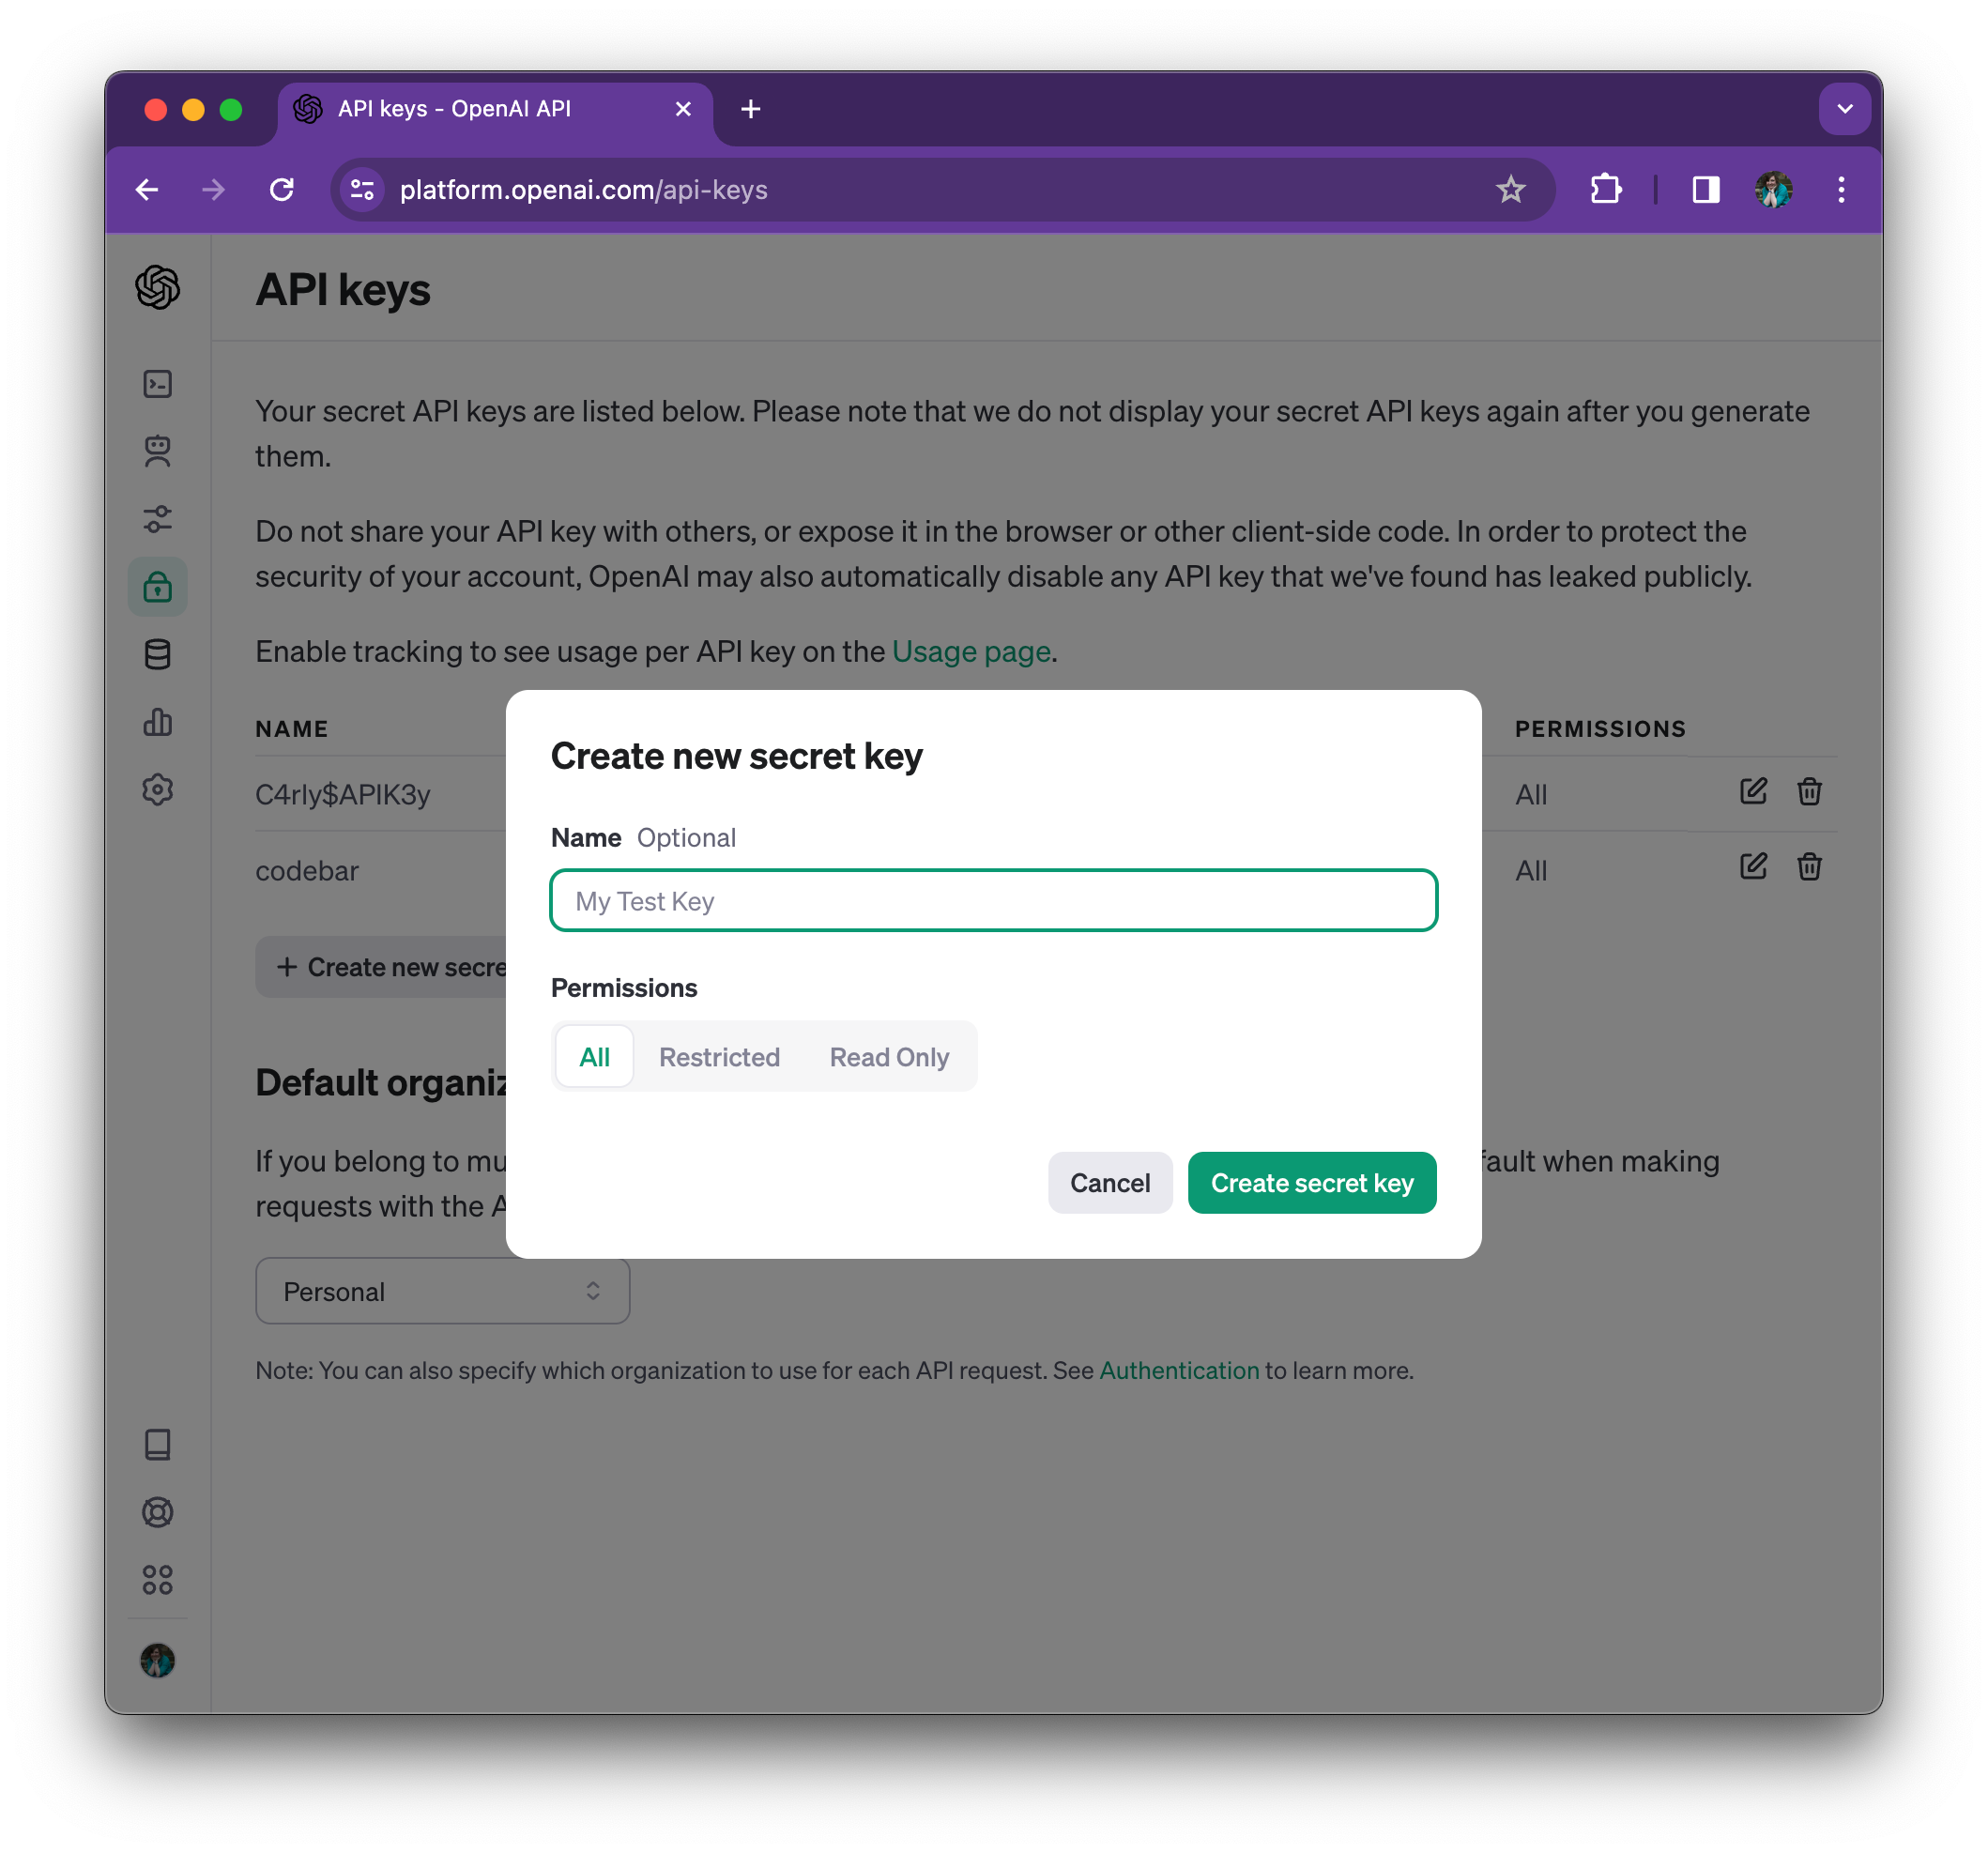 API keys - OpenAI API
platform.openai.com/api-keys
API keys
Your secret API keys are listed below. Please note that we do not display your secret API keys again after you generate
them.
Do not share your API key with others, or expose it in the browser or other client-side code. In order to protect the
security of your account, OpenAI may also automatically disable any API key that we've found has leaked publicly.
Enable tracking to see usage per API key on the Usage page.
NAME
PERMISSIONS
C4rly$APIK3y
All
codebar
All
+ Create new secre
Create new secret key
Name Optional
My Test Key
Permissions
All Restricted Read Only
Cancel Create secret key
Default organiz
If you belong to mu
fault when making
requests with the A
Personal
Note: You can also specify which organization to use for each API request. See Authentication to learn more.